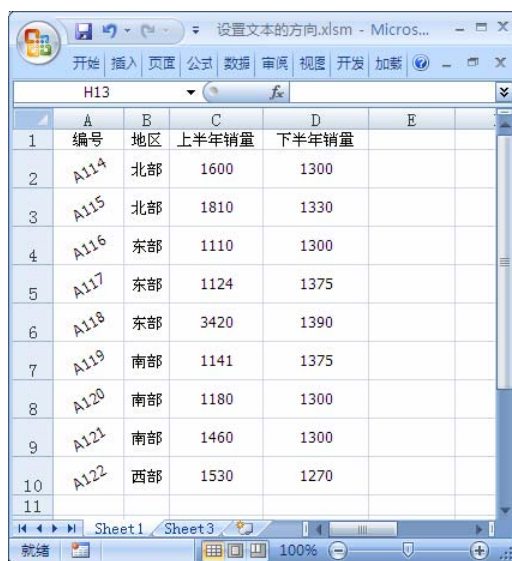 设置文本的方向.xlsm - Micros...
开始 插入 页面 公式 数据 审阅 视图 开发 加载
H13 fx
A B C D E
1 编号 地区 上半年销量 下半年销量
2 A114 北部 1600 1300
3 A115 北部 1810 1330
4 A116 东部 1110 1300
5 A117 东部 1124 1375
6 A118 东部 3420 1390
7 A119 南部 1141 1375
8 A120 南部 1180 1300
9 A121 南部 1460 1300
10 A122 西部 1530 1270
11
Sheet1 Sheet3
就绪 100%